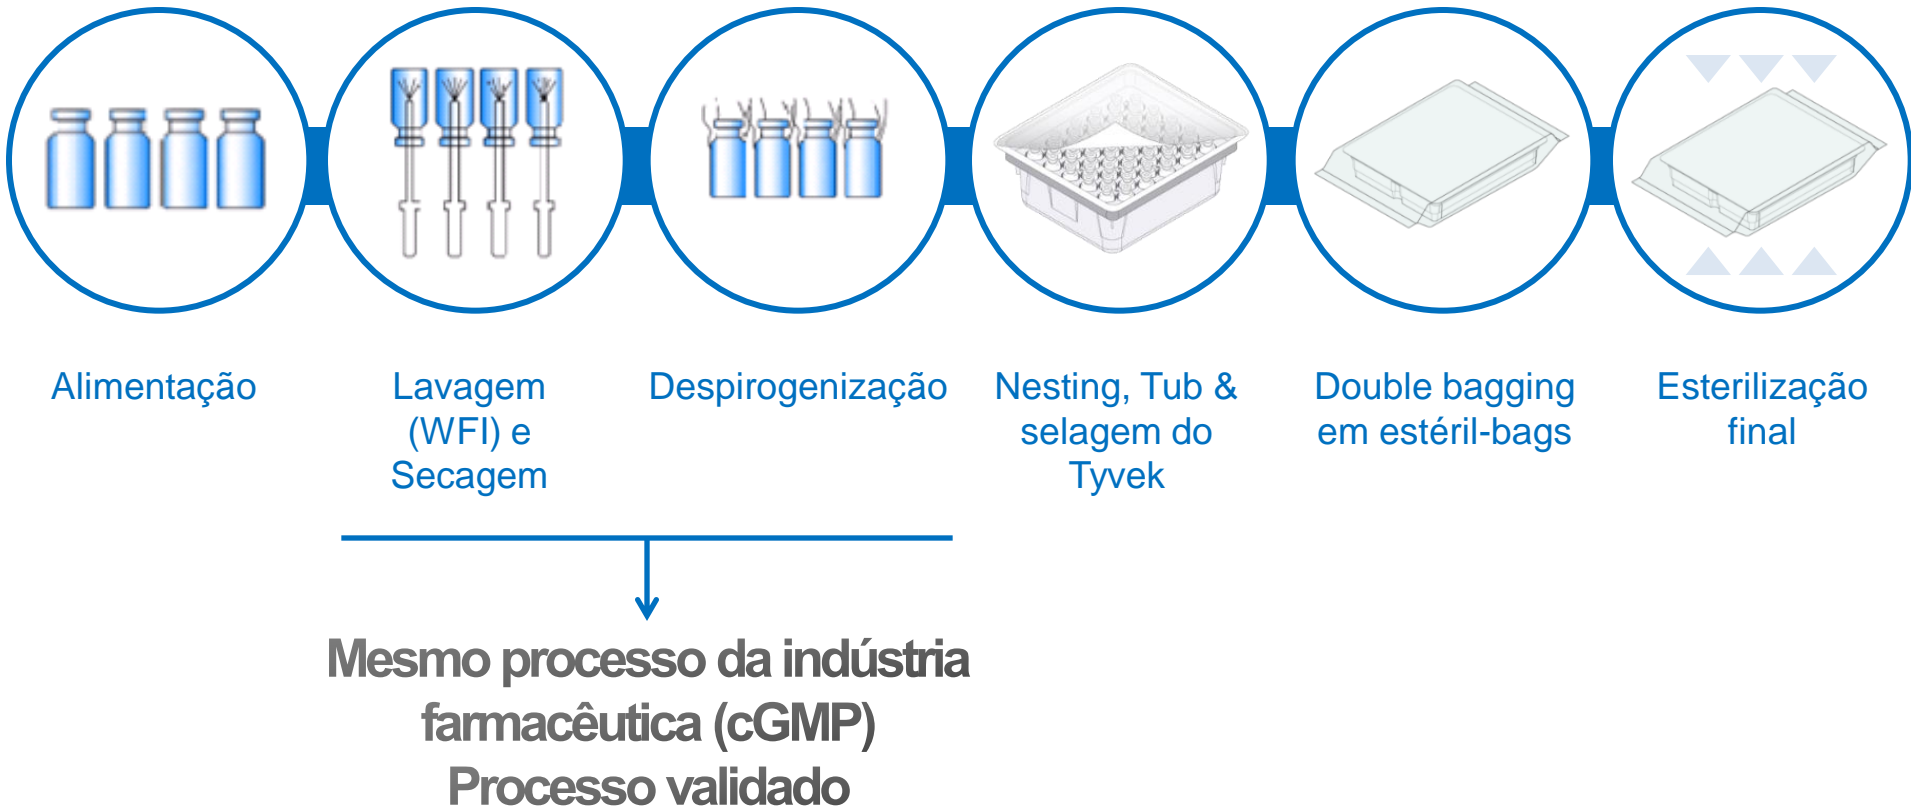 Alimentação
Lavagem
(WFI) e
Secagem
Despirogenização
Nesting, Tub &
selagem do
Tyvek
Double bagging
em estéril-bags
Esterilização
final
Mesmo processo da indústria
farmacêutica (cGMP)
Processo validado